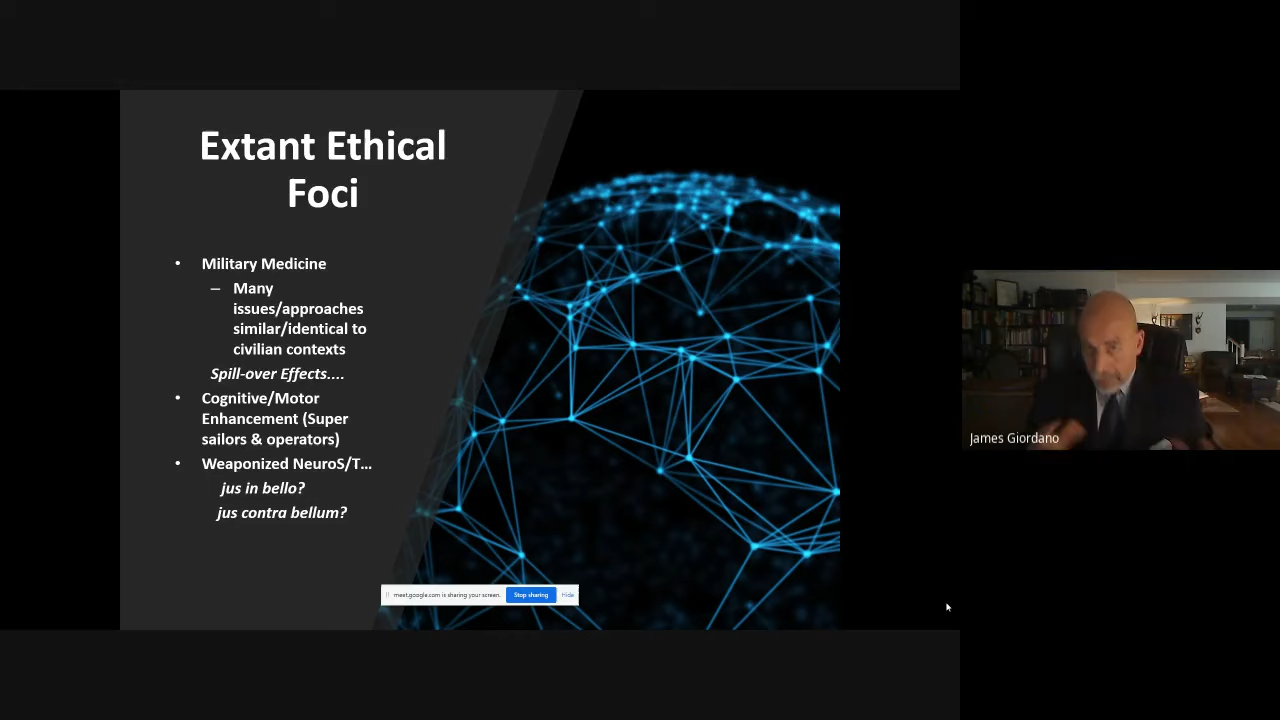 Extant Ethical
Foci
• Military Medicine
– Many
issues/approaches
similar/identical to
civilian contexts
Spill-over Effects....
• Cognitive/Motor
Enhancement (Super
sailors & operators)
• Weaponized NeuroS/T...
jus in bello?
jus contra bellum?
meet.google.com is sharing your screen. Stop sharing Hide
James Giordano